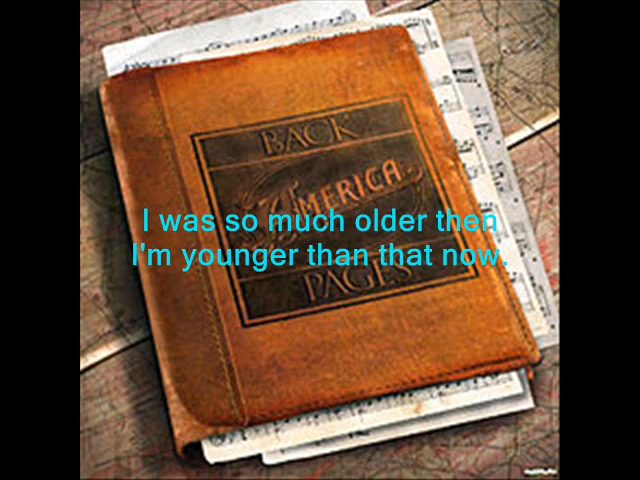 BACK
AMERICA
I was so much older then
I'm younger than that now.
PAGES